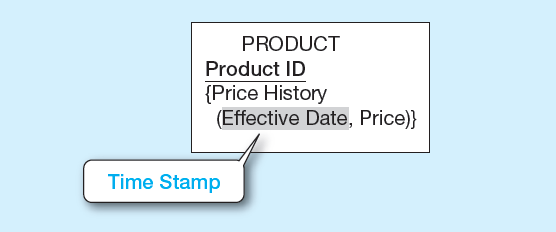 PRODUCT
Product ID
{Price History
(Effective Date, Price)}
Time Stamp